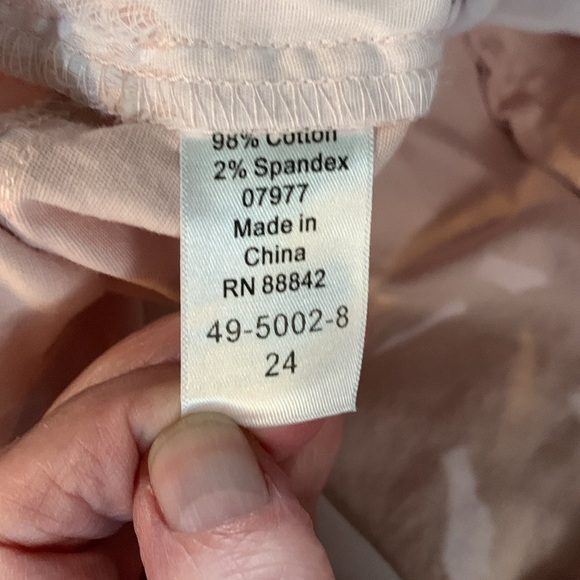 98% Cotton
2% Spandex
07977
Made in
China
RN 88842
49-5002-8
24